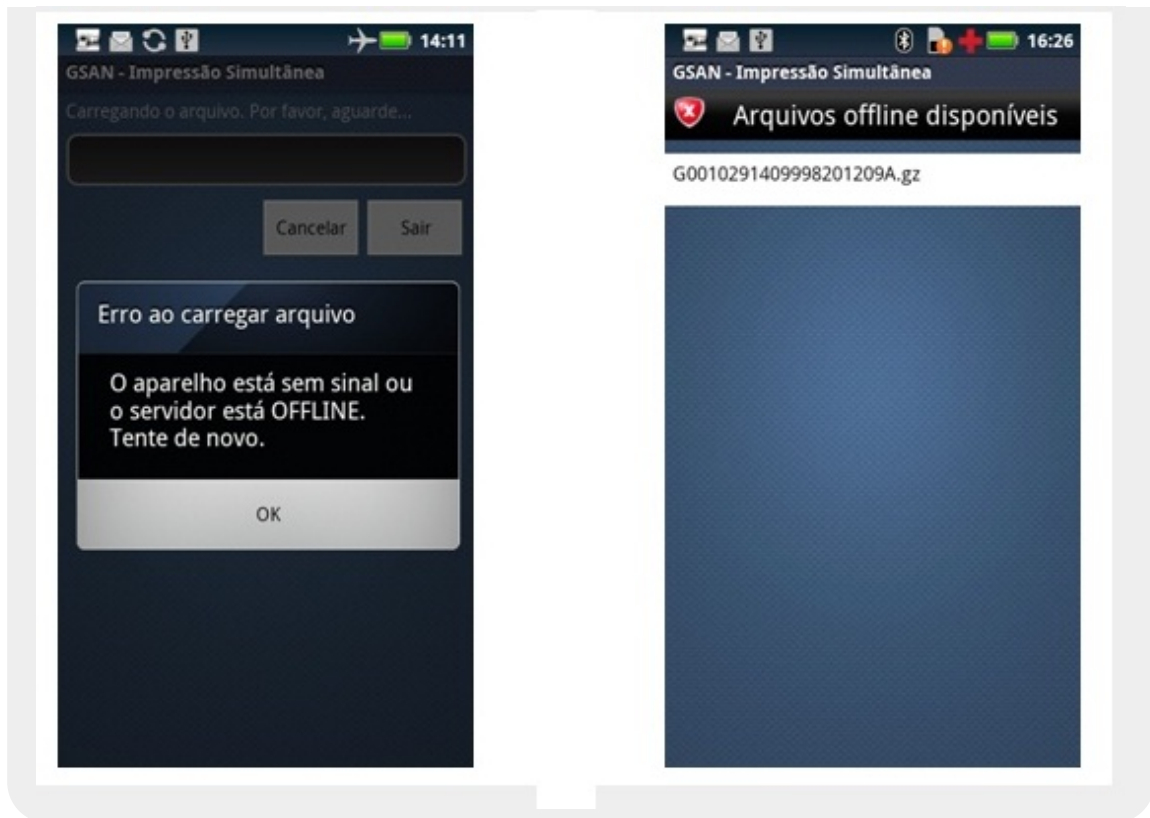 14:11
GSAN - Impressão Simultânea
Carregando o arquivo. Por favor, aguarde...
Cancelar
Sair
Erro ao carregar arquivo
O aparelho está sem sinal ou
o servidor está OFFLINE.
Tente de novo.
OK
16:26
GSAN - Impressão Simultânea
Arquivos offline disponíveis
G0010291409998201209A.gz